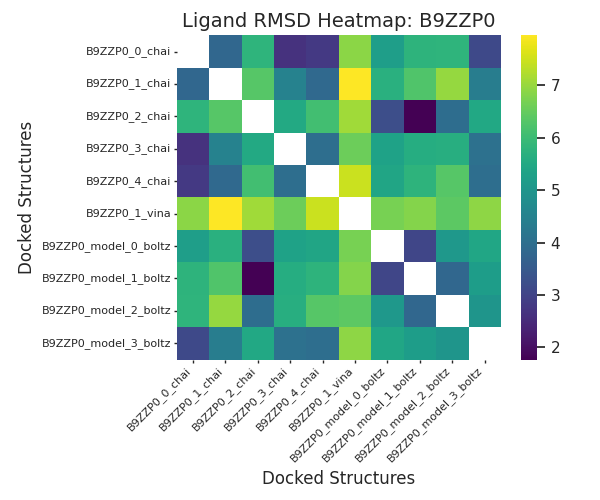 Ligand RMSD Heatmap: B9ZZP0
Docked Structures
B9ZZP0_0_chai
B9ZZP0_1_chai
B9ZZP0_2_chai
B9ZZP0_3_chai
B9ZZP0_4_chai
B9ZZP0_1_vina
B9ZZP0_model_0_boltz
B9ZZP0_model_1_boltz
B9ZZP0_model_2_boltz
B9ZZP0_model_3_boltz
7
6
5
4
3
2
B9ZZP0_0_chai
B9ZZP0_1_chai
B9ZZP0_2_chai
B9ZZP0_3_chai
B9ZZP0_4_chai
B9ZZP0_1_vina
B9ZZP0_model_0_boltz
B9ZZP0_model_1_boltz
B9ZZP0_model_2_boltz
B9ZZP0_model_3_boltz
Docked Structures